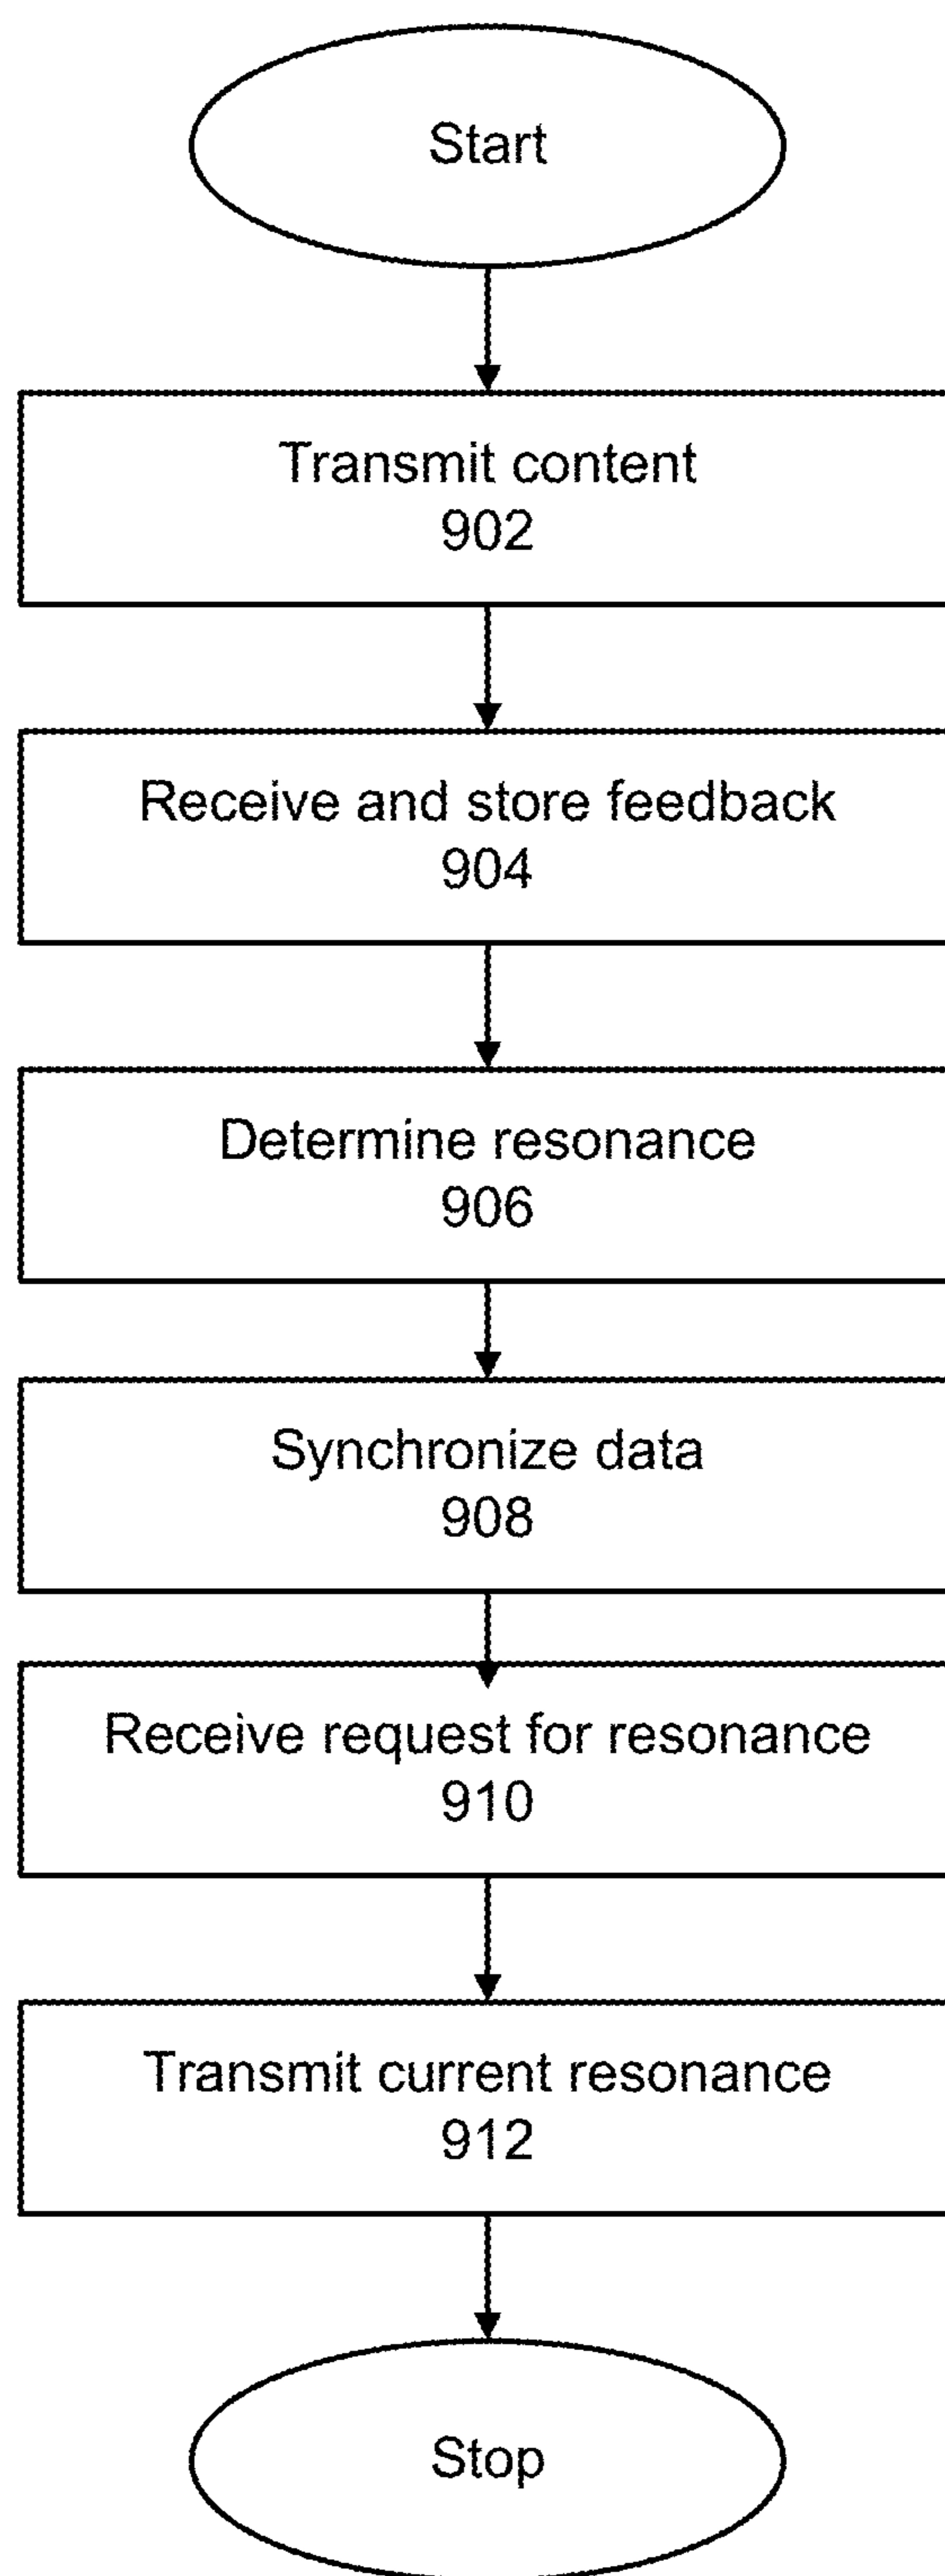 Start
Transmit content
902
Receive and store feedback
904
Determine resonance
906
Synchronize data
908
Receive request for resonance
910
Transmit current resonance
912
Stop